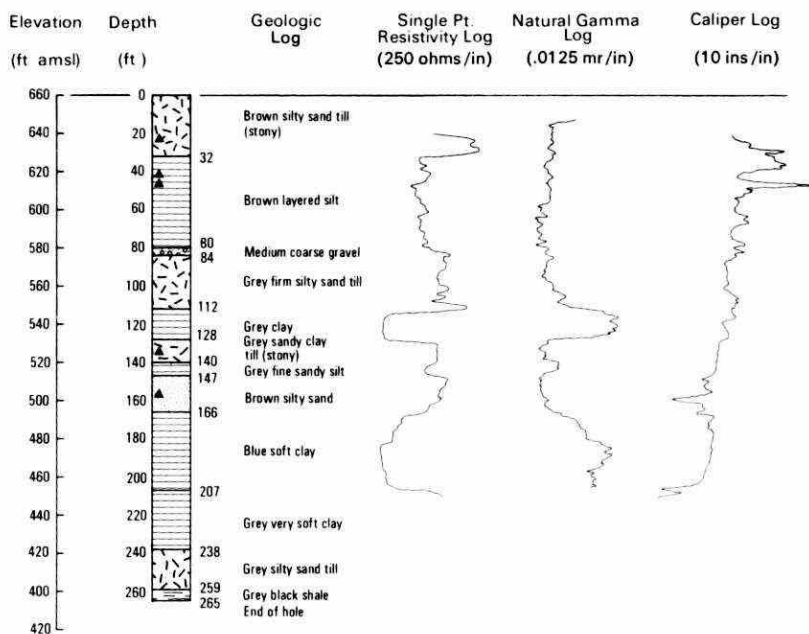 Elevation Depth Geologic Single Pt. Natural Gamma Caliper Log
Log Resistivity Log Log
(ft amsl) (ft ) (250 ohms/in) (.0125 mr/in) (10 ins/in)
660 0
Brown silty sand till
640 20 (stony)
32
620 40
Brown layered silt
600 60
80
580 80 Medium coarse gravel
84
560 100 Grey firm silty sand till
112
540 120 Grey clay
128 Grey sandy clay
520 140 140 till (stony)
Grey fine sandy silt
147
500 160 Brown silty sand
166
480 180
Blue soft clay
460 200
207
440 220 Grey very soft clay
420 240 238
Grey silty sand till
400 260 259
Grey black shale
265 End of hole
420